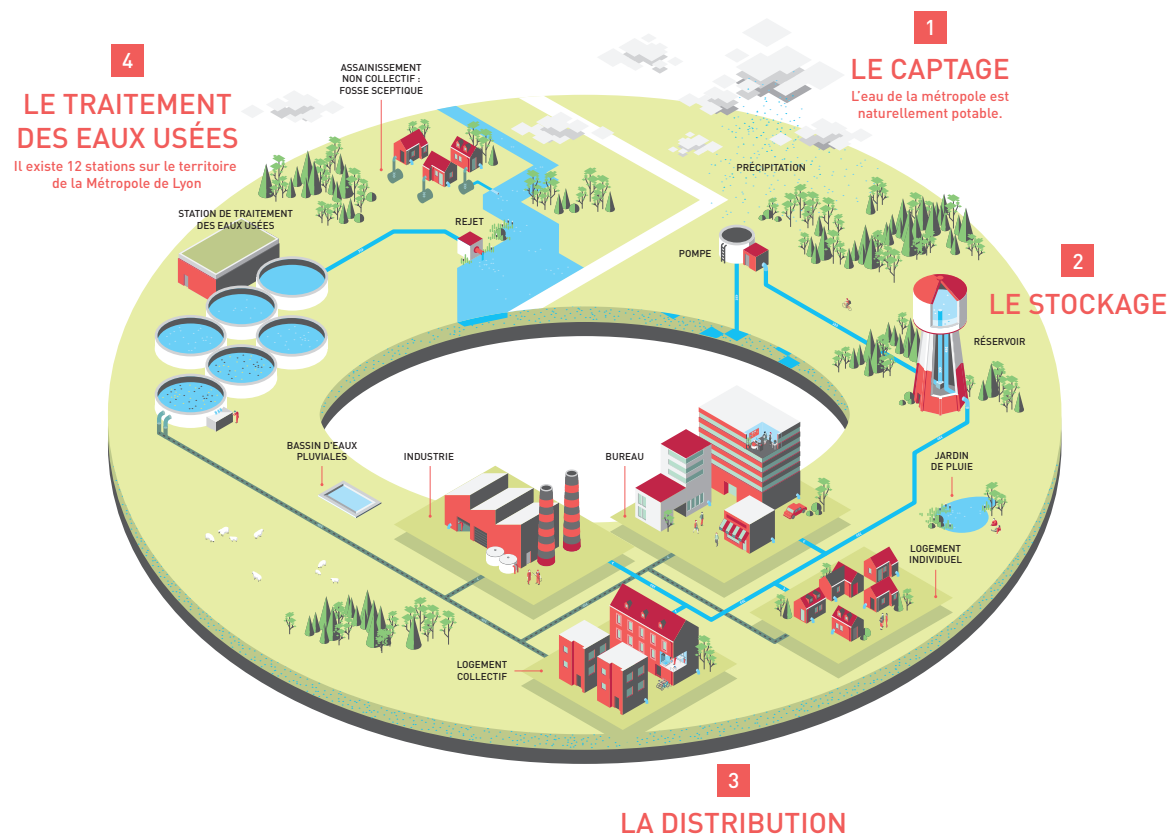 1
LE CAPTAGE
L'eau de la métropole est
naturellement potable.
PRÉCIPITATION
POMPE
2
LE STOCKAGE
RÉSERVOIR
JARDIN
DE PLUIE
LOGEMENT
INDIVIDUEL
BUREAU
INDUSTRIE
BASSIN D'EAUX
PLUVIALES
LOGEMENT
COLLECTIF
3
LA DISTRIBUTION
4
LE TRAITEMENT
DES EAUX USÉES
Il existe 12 stations sur le territoire
de la Métropole de Lyon
STATION DE TRAITEMENT
DES EAUX USÉES
ASSAINISSEMENT
NON COLLECTIF :
FOSSE SCEPTIQUE
REJET